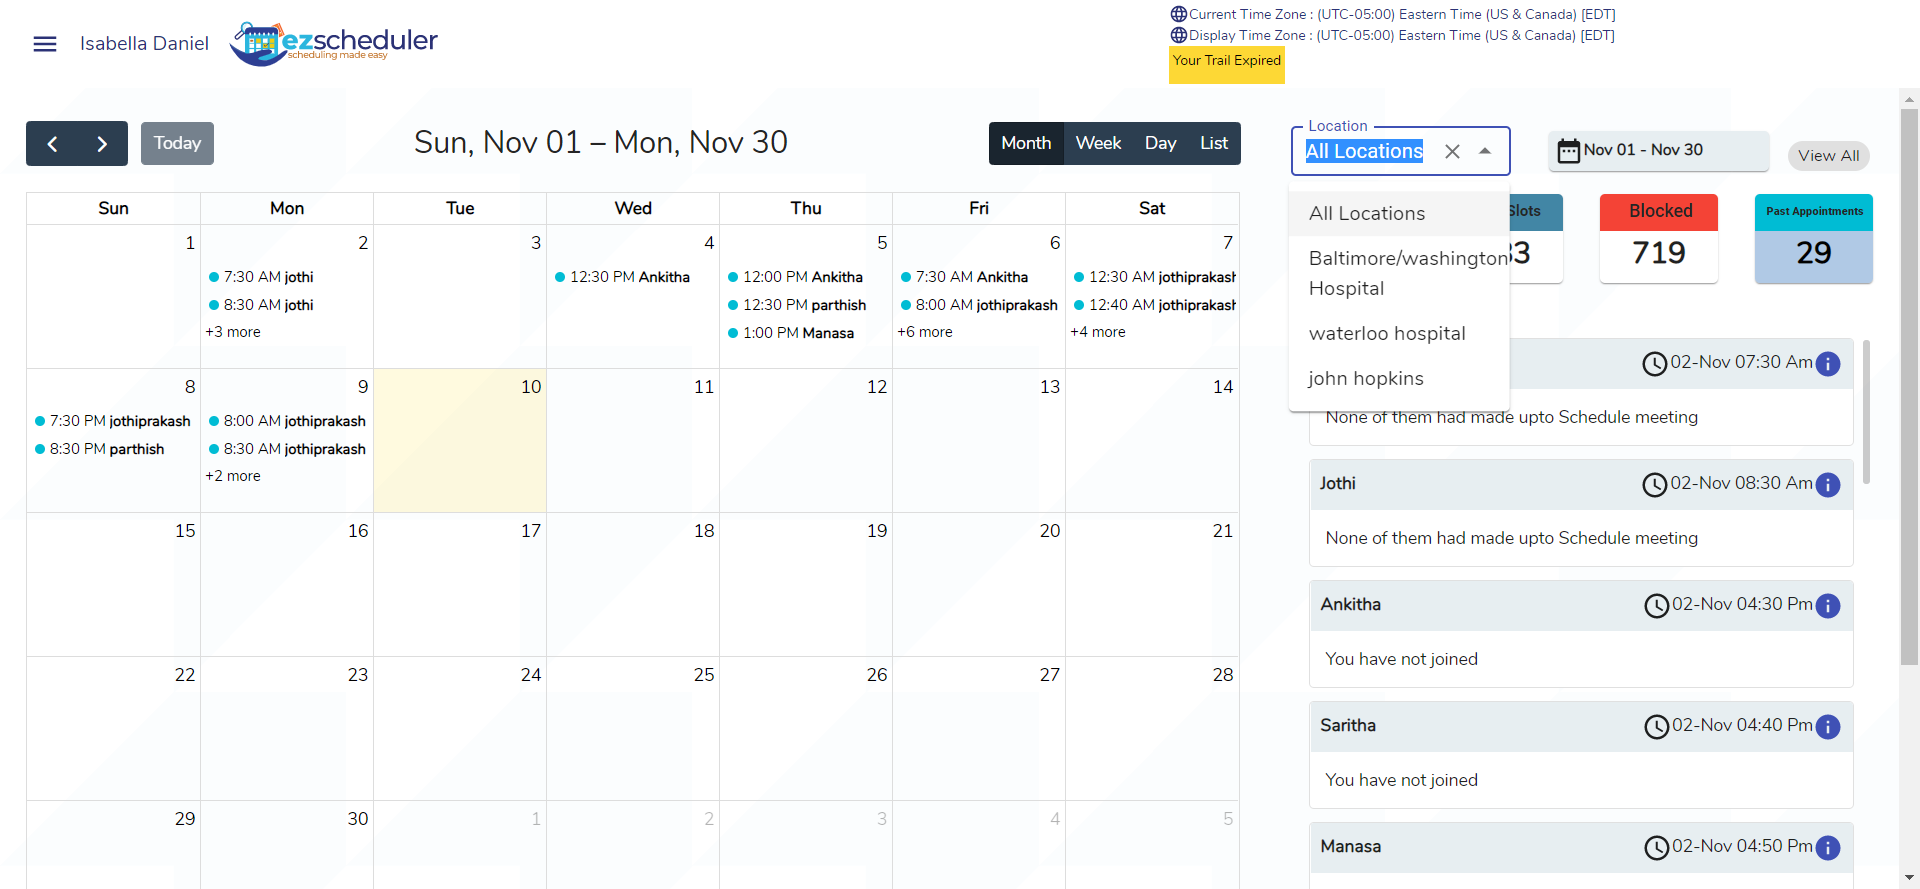 Isabella Daniel
ezscheduler
scheduling made easy
Current Time Zone : (UTC-05:00) Eastern Time (US & Canada) [EDT]
Display Time Zone : (UTC-05:00) Eastern Time (US & Canada) [EDT]
Your Trail Expired
Today
Sun, Nov 01 – Mon, Nov 30
Month Week Day List
Location
All Locations
Nov 01 - Nov 30
View All
All Locations
Baltimore/washington
Hospital
waterloo hospital
john hopkins
Slots
Blocked
719
Past Appointments
29
Sun Mon Tue Wed Thu Fri Sat
1 2 3 4 5 6 7
7:30 AM jothi
8:30 AM jothi
+3 more
12:30 PM Ankitha
12:00 PM Ankitha
12:30 PM parthish
1:00 PM Manasa
7:30 AM Ankitha
8:00 AM jothiprakash
+6 more
12:30 AM jothiprakash
12:40 AM jothiprakash
+4 more
8 9 10 11 12 13 14
7:30 PM jothiprakash
8:30 PM parthish
8:00 AM jothiprakash
8:30 AM jothiprakash
+2 more
15 16 17 18 19 20 21
22 23 24 25 26 27 28
29 30 1 2 3 4 5
02-Nov 07:30 Am
None of them had made upto Schedule meeting
Jothi 02-Nov 08:30 Am
None of them had made upto Schedule meeting
Ankitha 02-Nov 04:30 Pm
You have not joined
Saritha 02-Nov 04:40 Pm
You have not joined
Manasa 02-Nov 04:50 Pm